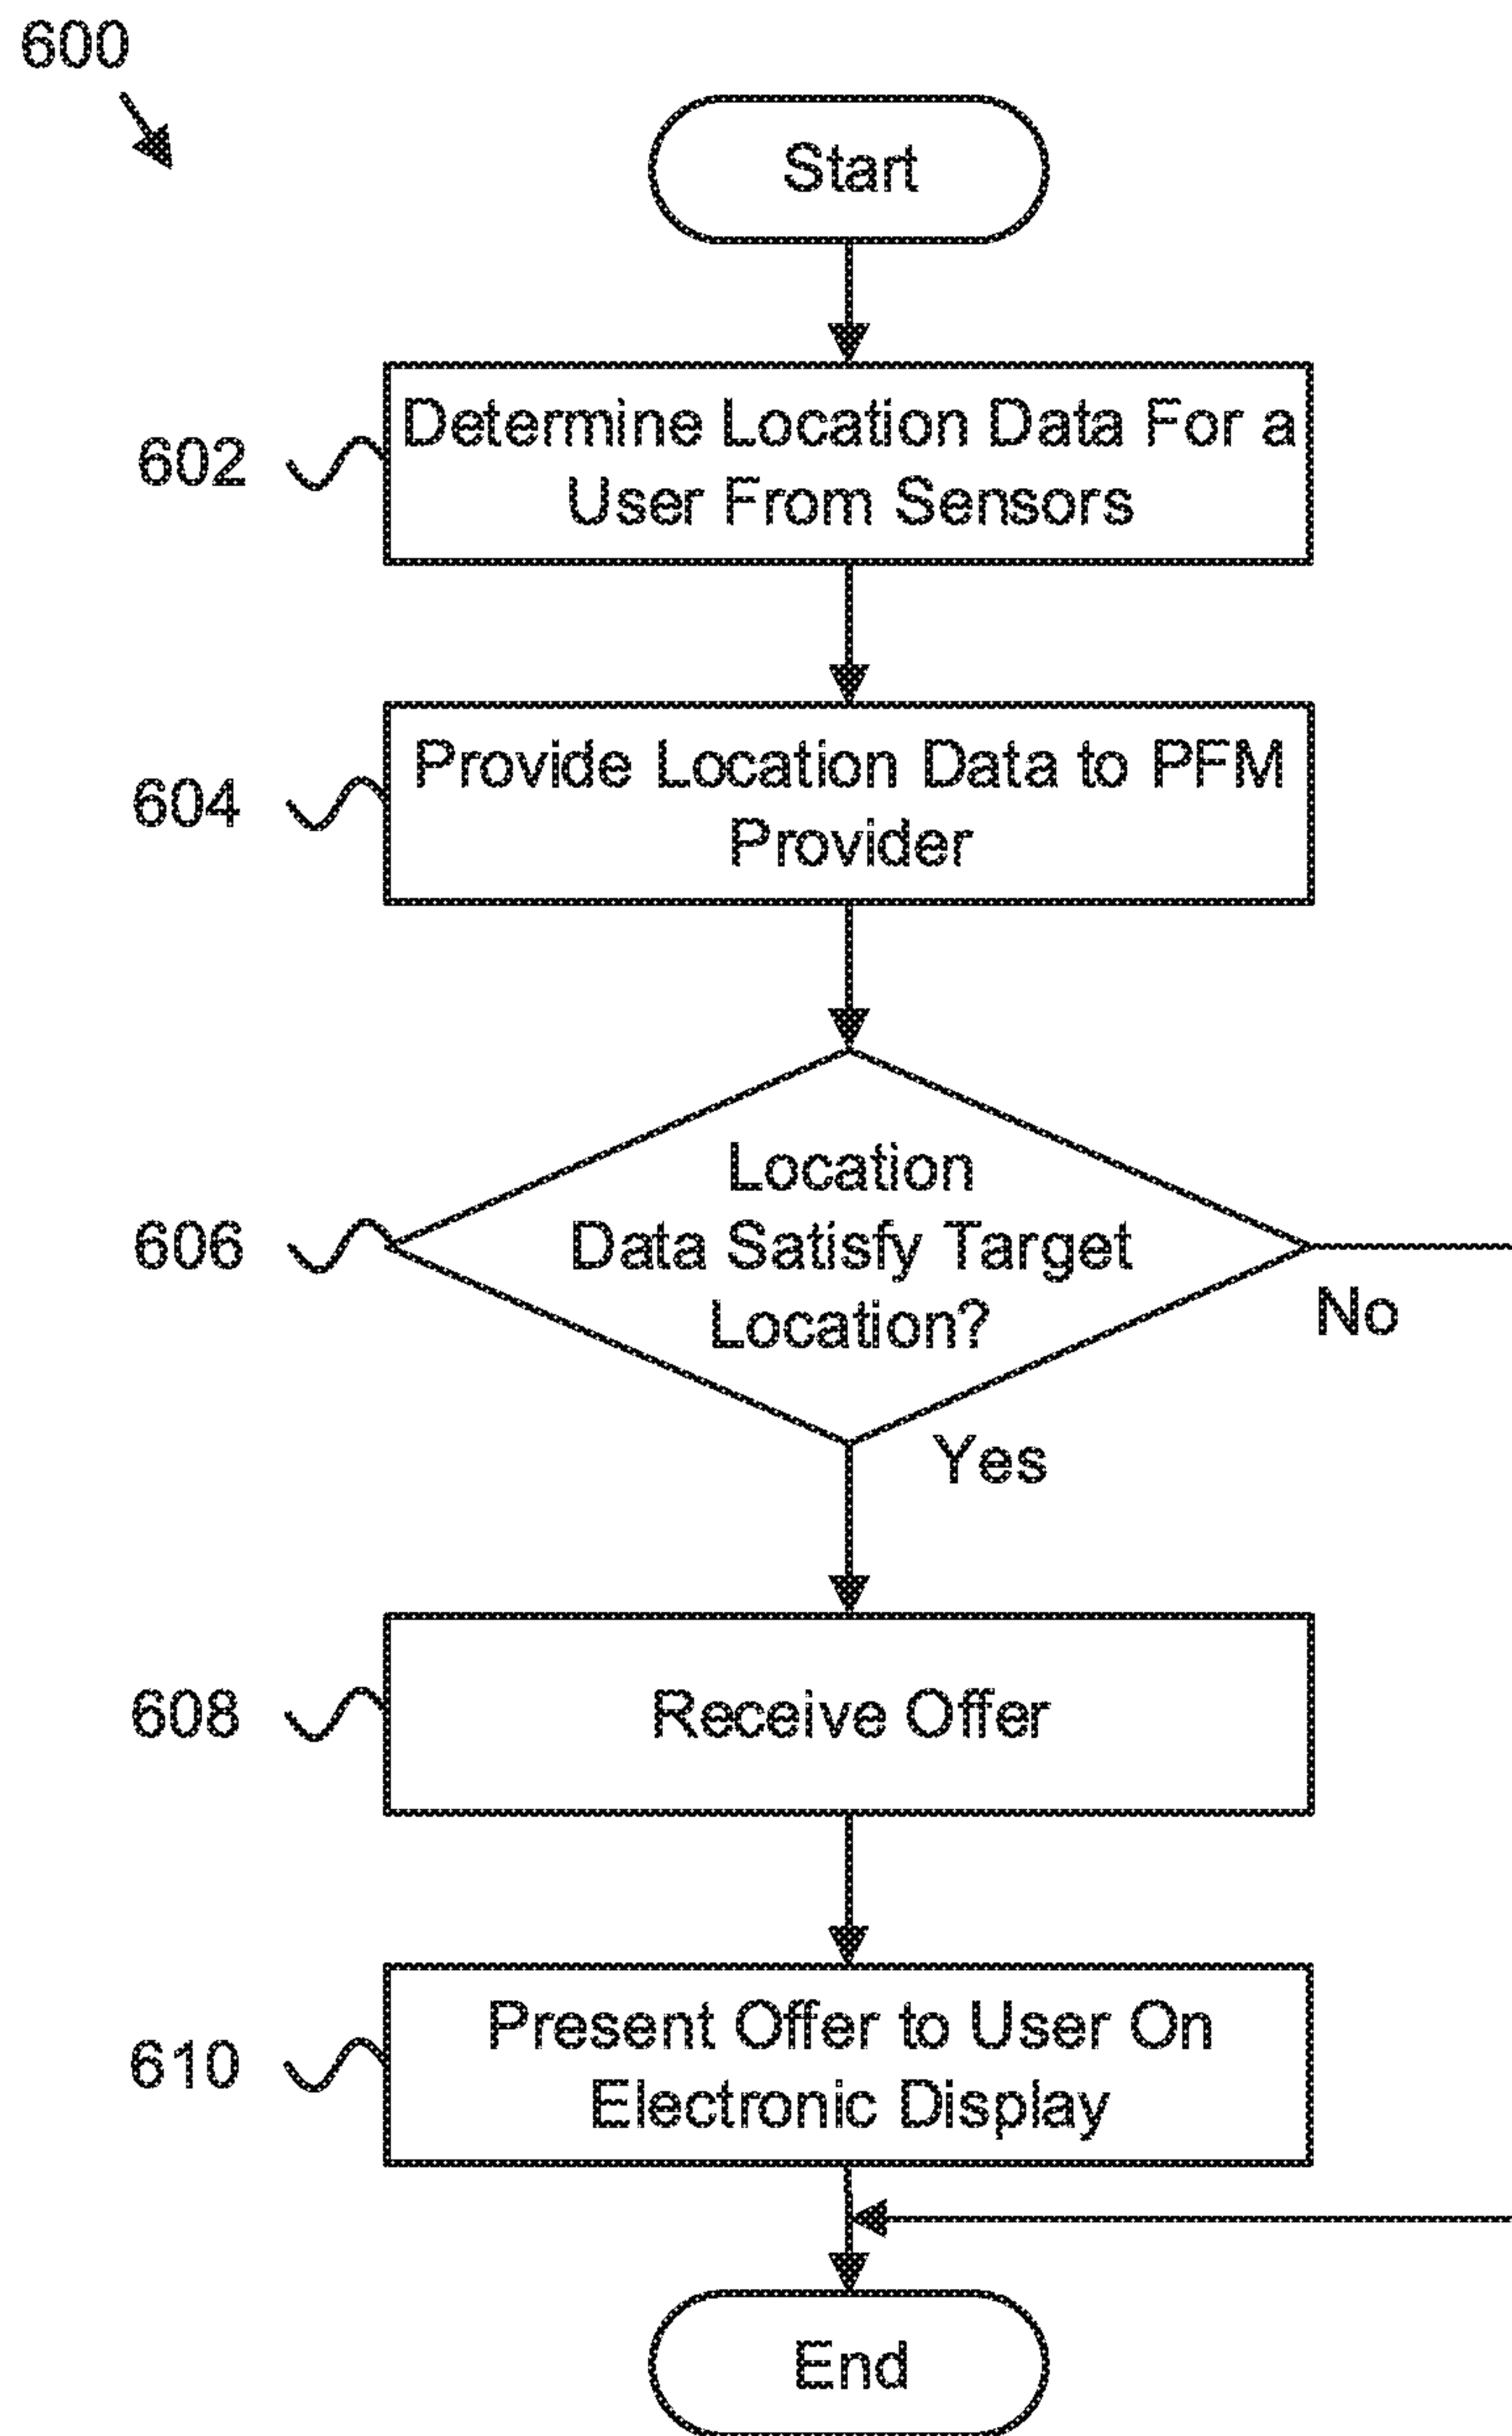 600
Start
602
Determine Location Data For a
User From Sensors
604
Provide Location Data to PFM
Provider
606
Location
Data Satisfy Target
Location?
No
Yes
608
Receive Offer
610
Present Offer to User On
Electronic Display
End